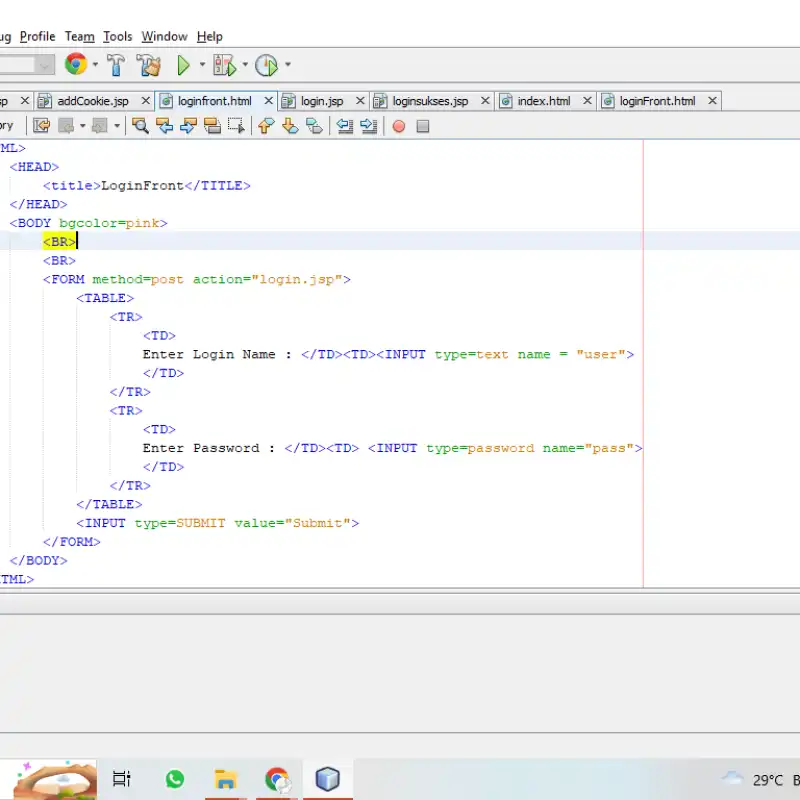 ug Profile Team Tools Window Help
sp addCookie.jsp loginfront.html login.jsp loginsukses.jsp index.html loginFront.html
ory
TML>
<HEAD>
<title>LoginFront</TITLE>
</HEAD>
<BODY bgcolor=pink>
<BR>
<BR>
<FORM method=post action="login.jsp">
<TABLE>
<TR>
<TD>
Enter Login Name : </TD><TD><INPUT type=text name = "user">
</TD>
</TR>
<TR>
<TD>
Enter Password : </TD><TD> <INPUT type=password name="pass">
</TD>
</TR>
</TABLE>
<INPUT type=SUBMIT value="Submit">
</FORM>
</BODY>
TML>
29°C B